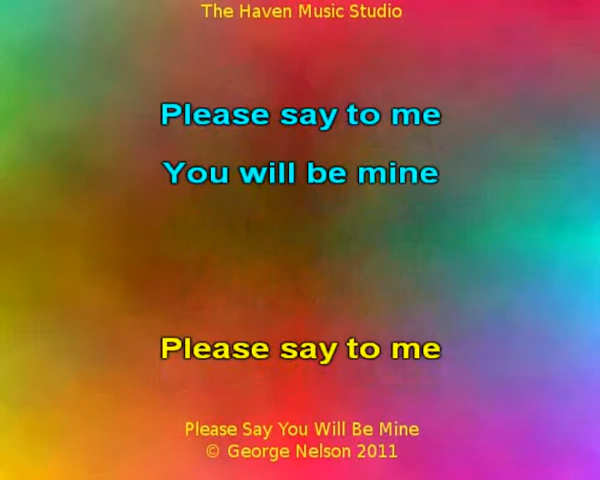 The Haven Music Studio
Please say to me
You will be mine
Please say to me
Please Say You Will Be Mine
© George Nelson 2011